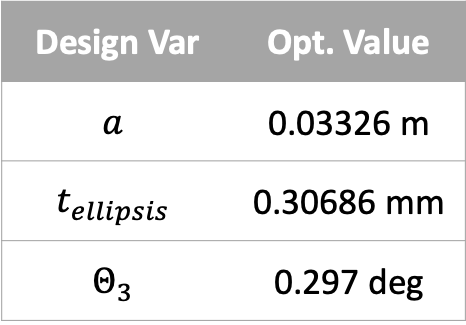 Design Var Opt. Value
a 0.03326 m
t_ellipsis 0.30686 mm
Θ₃ 0.297 deg